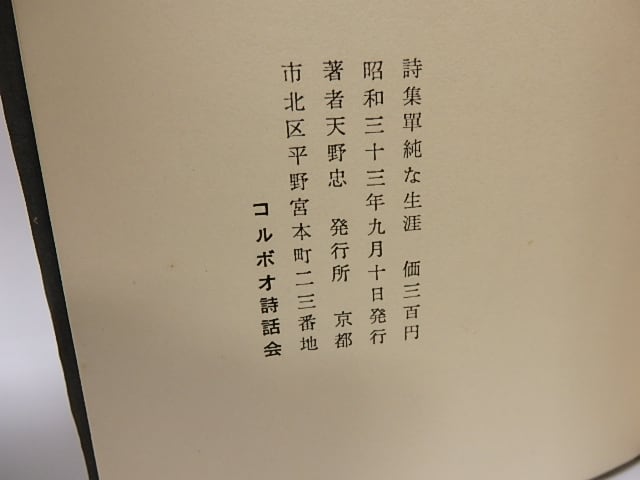 詩集單純な生涯　価三百円
昭和三十三年九月十日発行
著者天野忠　発行所　京都
市北区平野宮本町二三番地
コルボオ詩話会